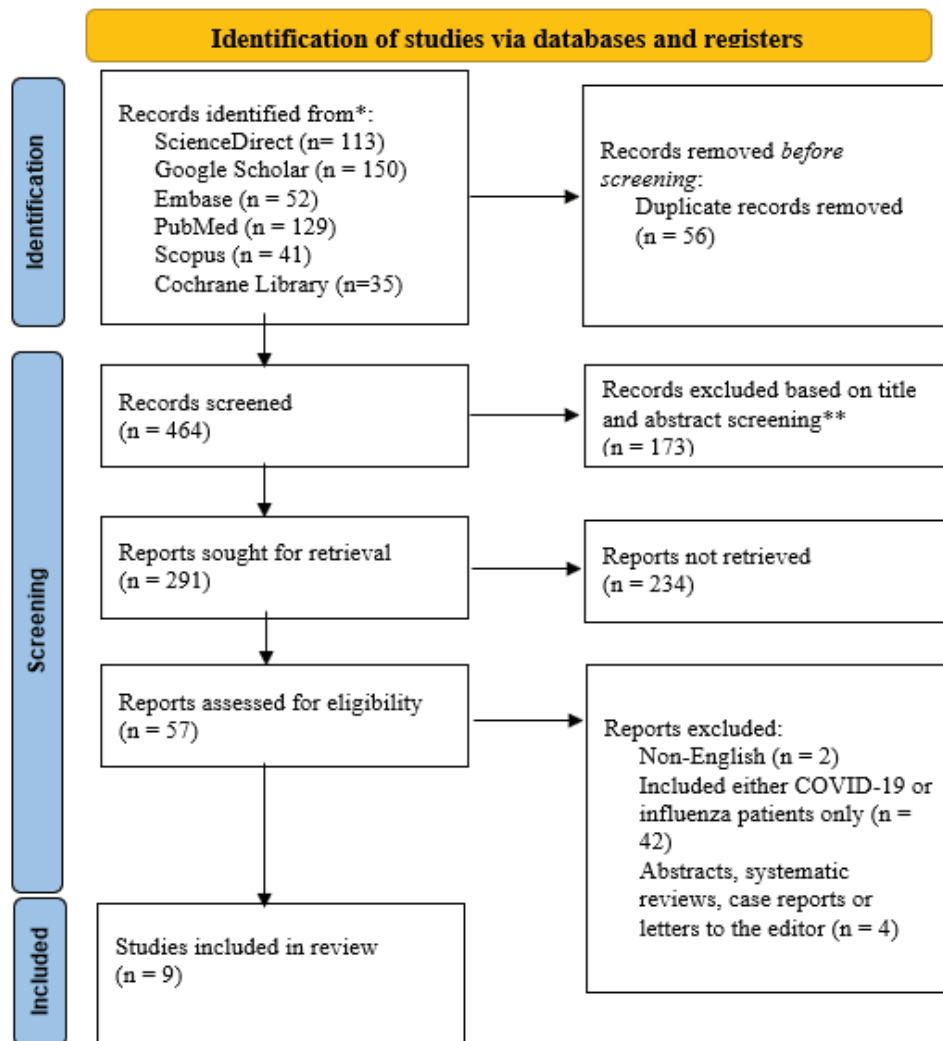 Identification of studies via databases and registers
Identification
Records identified from*:
ScienceDirect (n= 113)
Google Scholar (n = 150)
Embase (n = 52)
PubMed (n = 129)
Scopus (n = 41)
Cochrane Library (n=35)
Records removed before
screening:
Duplicate records removed
(n = 56)
Screening
Records screened
(n = 464)
Records excluded based on title
and abstract screening**
(n = 173)
Reports sought for retrieval
(n = 291)
Reports not retrieved
(n = 234)
Reports assessed for eligibility
(n = 57)
Reports excluded:
Non-English (n = 2)
Included either COVID-19 or
influenza patients only (n =
42)
Abstracts, systematic
reviews, case reports or
letters to the editor (n = 4)
Included
Studies included in review
(n = 9)